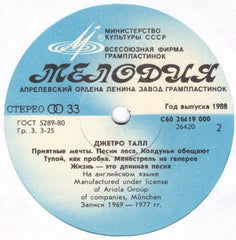 МИНИСТЕРСТВО
КУЛЬТУРЫ СССР
ВСЕСОЮЗНАЯ ФИРМА
ГРАМПЛАСТИНОК
МЕЛОДИЯ
АПРЕЛЕВСКИЙ ОРДЕНА ЛЕНИНА ЗАВОД ГРАМПЛАСТИНОК
СТЕРЕО 33
Год выпуска 1988
ГОСТ 5289-80
Гр. 3. 3-25
С60 26419 000
26420 2
ДЖЕТРО ТАЛЛ
Приятные мечты. Песни леса. Колдуньи обещают
Тупой, как пробка. Менестрель на галерее
Жизнь — это длинная песня
На английском языке
Manufactured under license
of Ariola Group
of companies, München
Записи 1969 — 1977 гг.